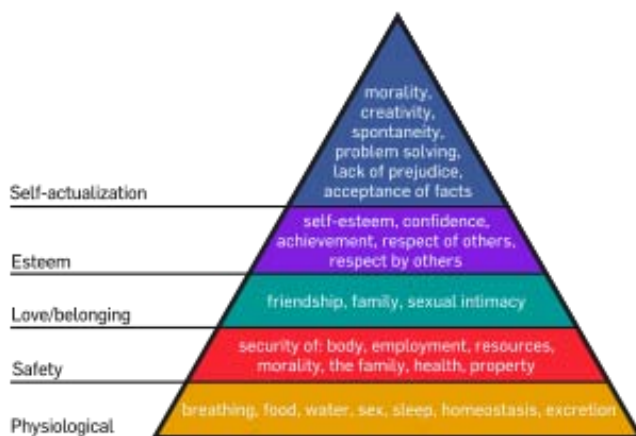 morality,
creativity,
spontaneity,
problem solving,
lack of prejudice,
acceptance of facts
Self-actualization
self-esteem, confidence,
achievement, respect of others,
respect by others
Esteem
friendship, family, sexual intimacy
Love/belonging
security of: body, employment, resources,
morality, the family, health, property
Safety
breathing, food, water, sex, sleep, homeostasis, excretion
Physiological